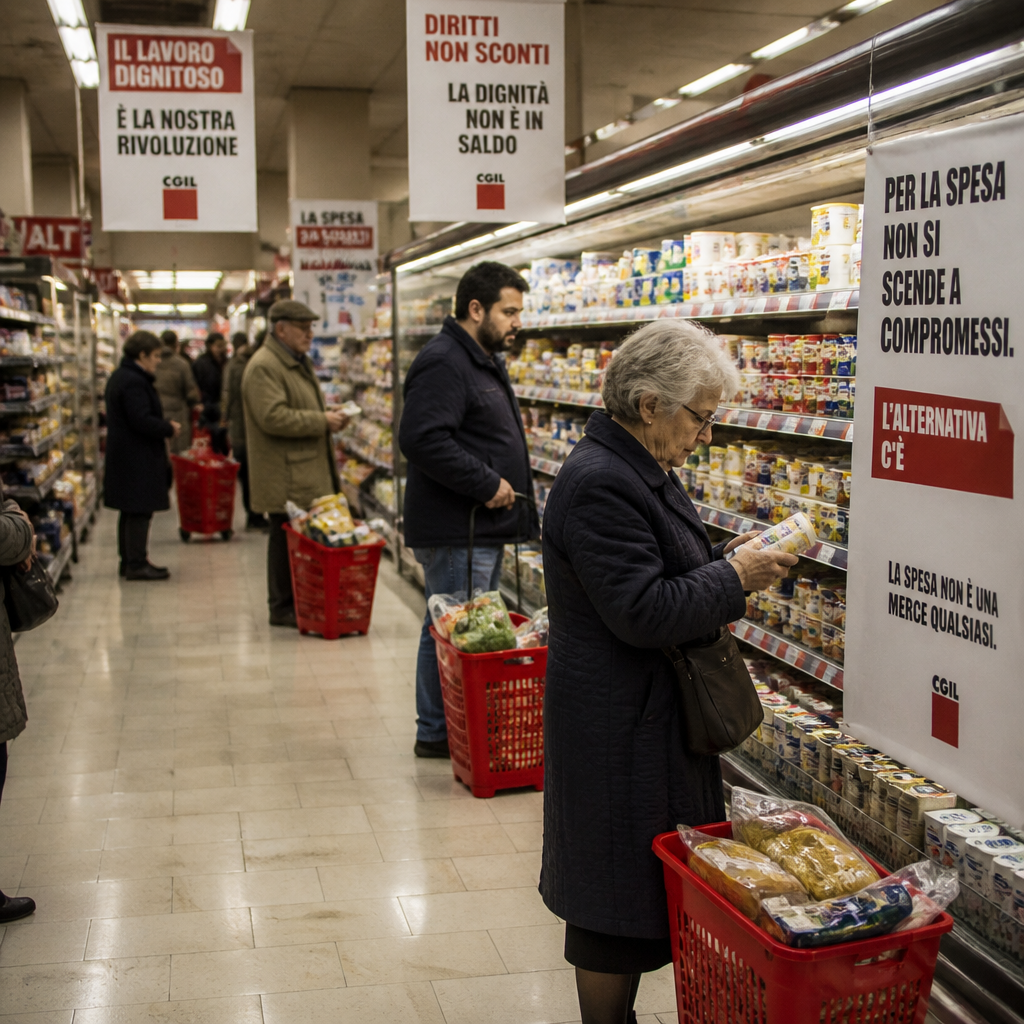 IL LAVORO
DIGNITOSO
È LA NOSTRA
RIVOLUZIONE
CGIL
DIRITTI
NON SCONTI
LA DIGNITÀ
NON È IN
SALDO
CGIL
LA SPESA
ALT
PER LA SPESA
NON SI
SCENDE A
COMPROMESSI.
L'ALTERNATIVA
C'È
LA SPESA NON È UNA
MERCE QUALSIASI.
CGIL